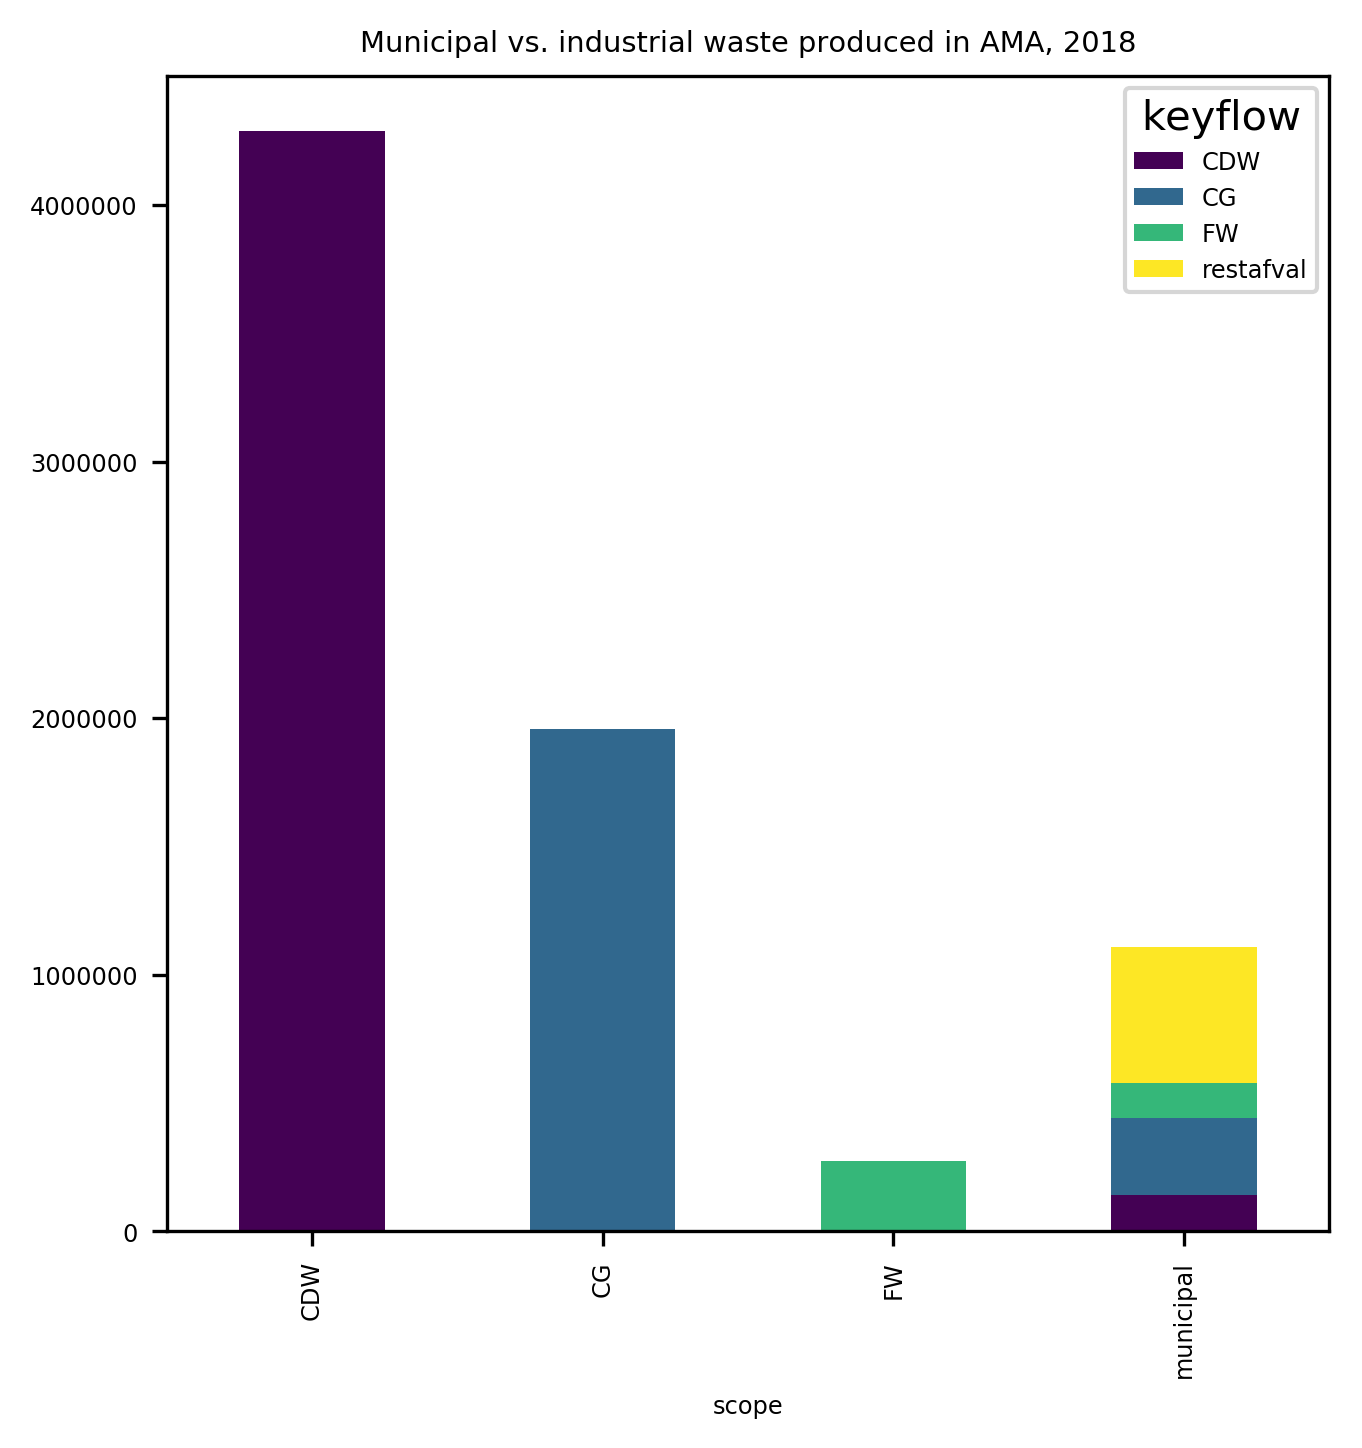 Municipal vs. industrial waste produced in AMA, 2018
keyflow
CDW
CG
FW
restafval
4000000
3000000
2000000
1000000
0
CDW
CG
FW
municipal
scope